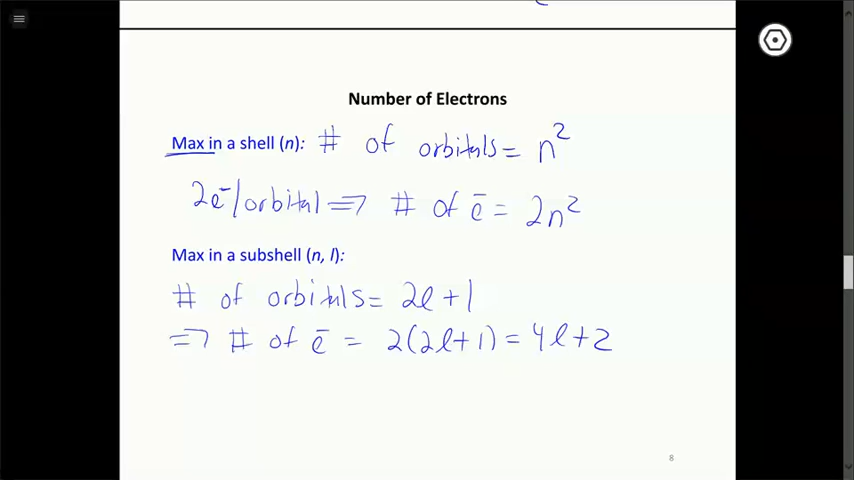 Number of Electrons
Max in a shell (n): # of orbitals = n²
2e⁻/orbital ⟹ # of e̅ = 2n²
Max in a subshell (n, l):
# of orbitals = 2ℓ + 1
⟹ # of e̅ = 2(2ℓ+1) = 4ℓ+2
8